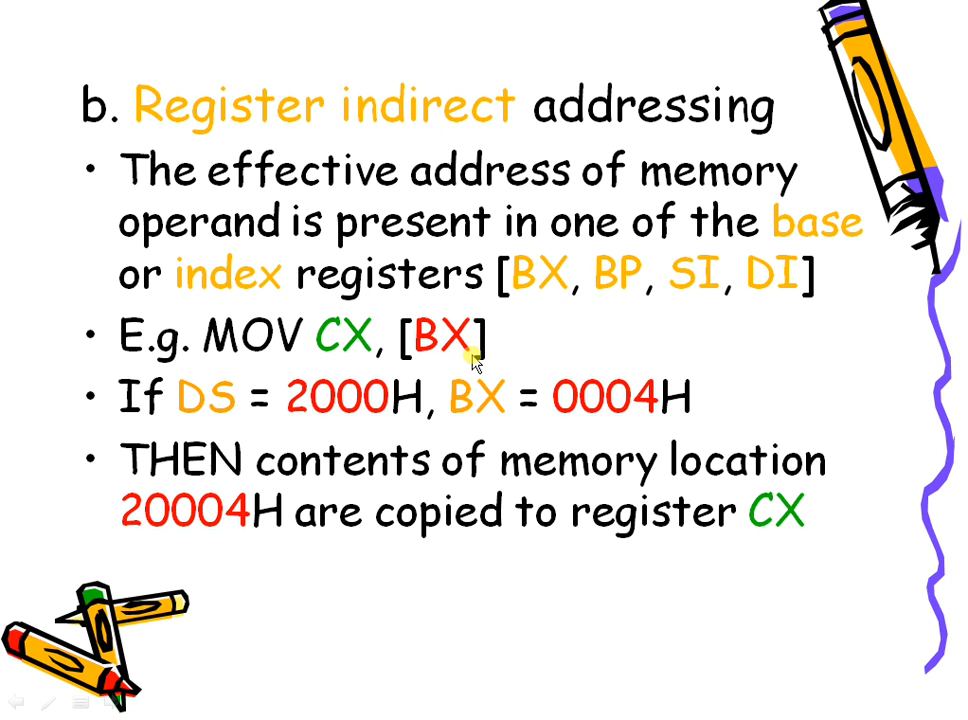 b. Register indirect addressing
• The effective address of memory
operand is present in one of the base
or index registers [BX, BP, SI, DI]
• E.g. MOV CX, [BX]
• If DS = 2000H, BX = 0004H
• THEN contents of memory location
20004H are copied to register CX